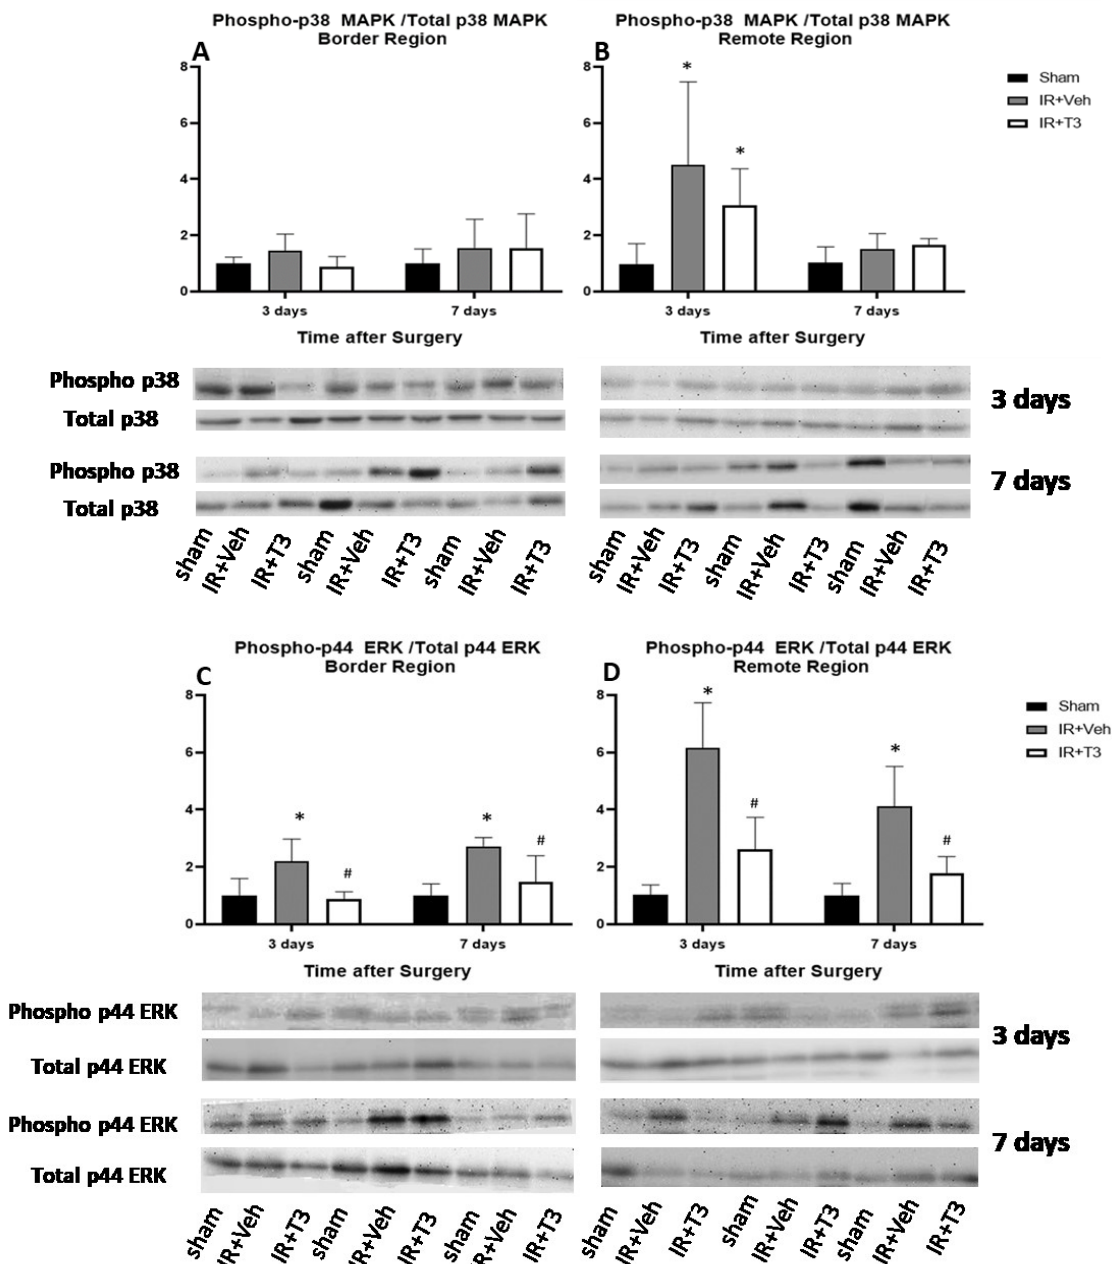 Phospho-p38 MAPK /Total p38 MAPK
Border Region
A
8
6
4
2
0
3 days
7 days
Time after Surgery
Phospho-p38 MAPK /Total p38 MAPK
Remote Region
B
8
6
4
2
0
*
*
3 days
7 days
Time after Surgery
Sham
IR+Veh
IR+T3
Phospho p38
Total p38
3 days
Phospho p38
Total p38
7 days
sham IR+Veh IR+T3 sham IR+Veh IR+T3 sham IR+Veh IR+T3
sham IR+Veh IR+T3 sham IR+Veh IR+T3 sham IR+Veh IR+T3
Phospho-p44 ERK /Total p44 ERK
Border Region
C
8
6
4
2
0
*
#
*
#
3 days
7 days
Time after Surgery
Phospho-p44 ERK /Total p44 ERK
Remote Region
D
8
6
4
2
0
*
#
*
#
3 days
7 days
Time after Surgery
Sham
IR+Veh
IR+T3
Phospho p44 ERK
Total p44 ERK
3 days
Phospho p44 ERK
Total p44 ERK
7 days
sham IR+Veh IR+T3 sham IR+Veh IR+T3 sham IR+Veh IR+T3
sham IR+Veh IR+T3 sham IR+Veh IR+T3 sham IR+Veh IR+T3